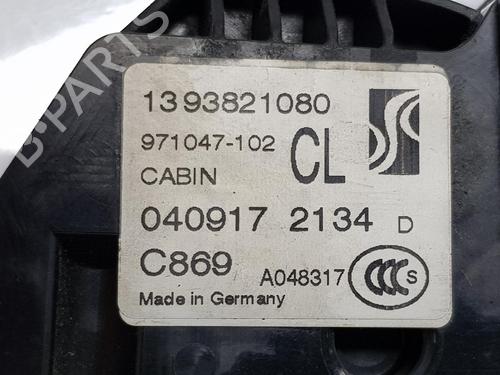 B-PARTS
1393821080
971047-102
CL
CABIN
040917 2134 D
C869
A048317
CCC S
Made in Germany